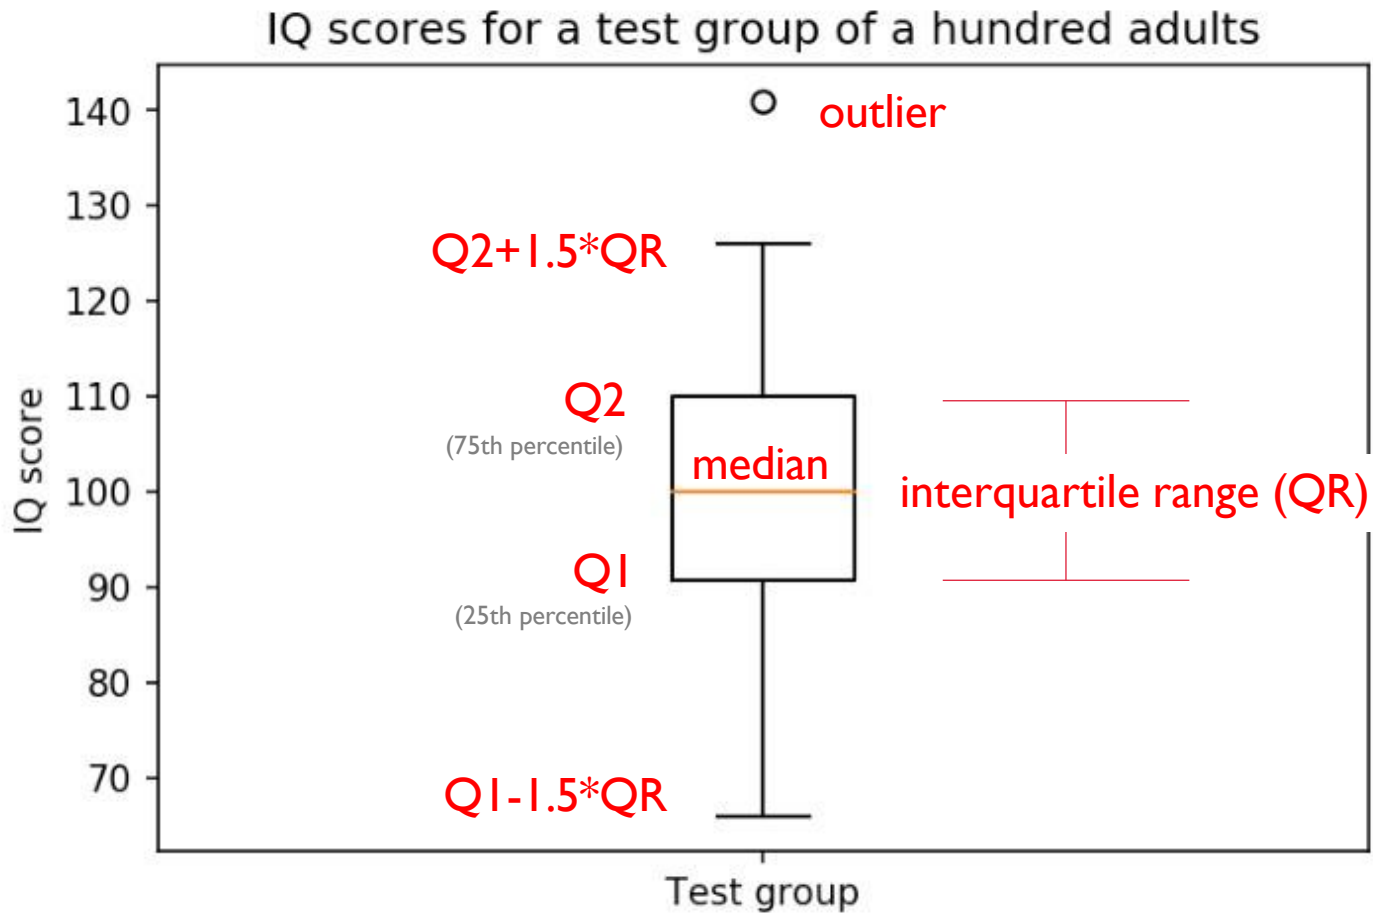 IQ scores for a test group of a hundred adults
140
outlier
130
Q2+1.5*QR
120
110
Q2
(75th percentile)
median
IQ score
100
interquartile range (QR)
Q1
90
(25th percentile)
80
70
Q1-1.5*QR
Test group